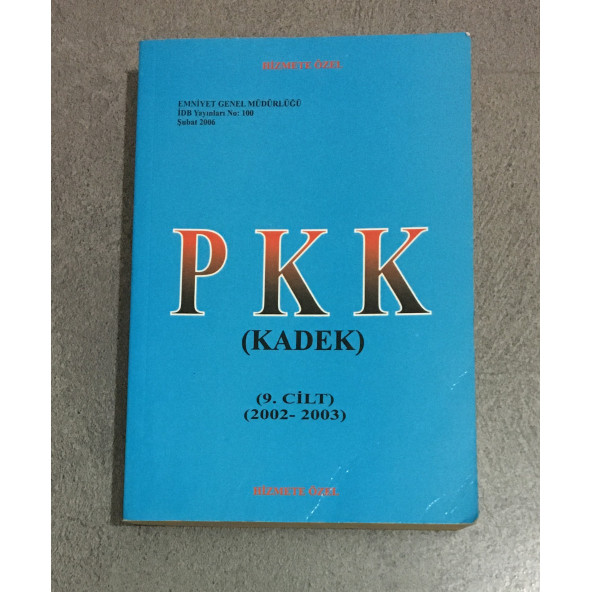 HİZMETE ÖZEL
EMNİYET GENEL MÜDÜRLÜĞÜ
İDB Yayınları No: 100
Şubat 2006
PKK
(KADEK)
(9. CİLT)
(2002- 2003)
HİZMETE ÖZEL